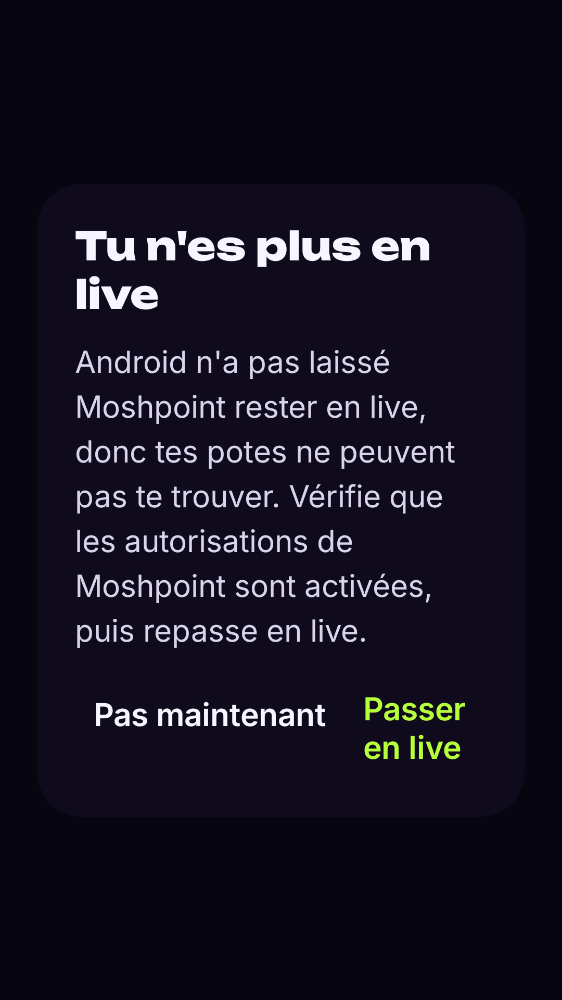 Tu n'es plus en
live
Android n'a pas laissé
Moshpoint rester en live,
donc tes potes ne peuvent
pas te trouver. Vérifie que
les autorisations de
Moshpoint sont activées,
puis repasse en live.
Pas maintenant
Passer
en live